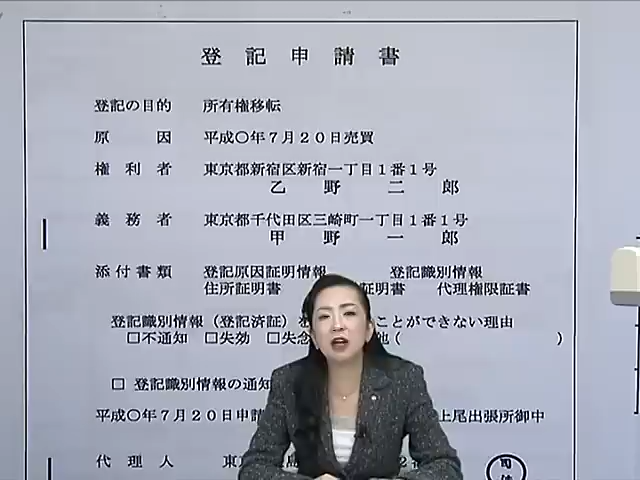 登記申請書
登記の目的 所有権移転
原因 平成〇年７月２０日売買
権利者 東京都新宿区新宿一丁目１番１号
乙野二郎
義務者 東京都千代田区三崎町一丁目１番１号
甲野一郎
添付書類 登記原因証明情報 登記識別情報
住所証明書 証明書 代理権限証書
登記識別情報（登記済証） ことができない理由
□不通知 □失効 □失念 他（ ）
□ 登記識別情報の通知
平成〇年７月２０日申請 上尾出張所御中
代理人 東京